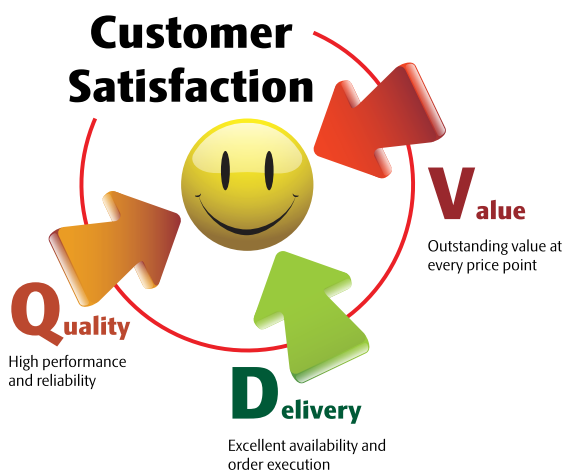 Customer
Satisfaction
Value
Outstanding value at
every price point
Quality
High performance
and reliability
Delivery
Excellent availability and
order execution